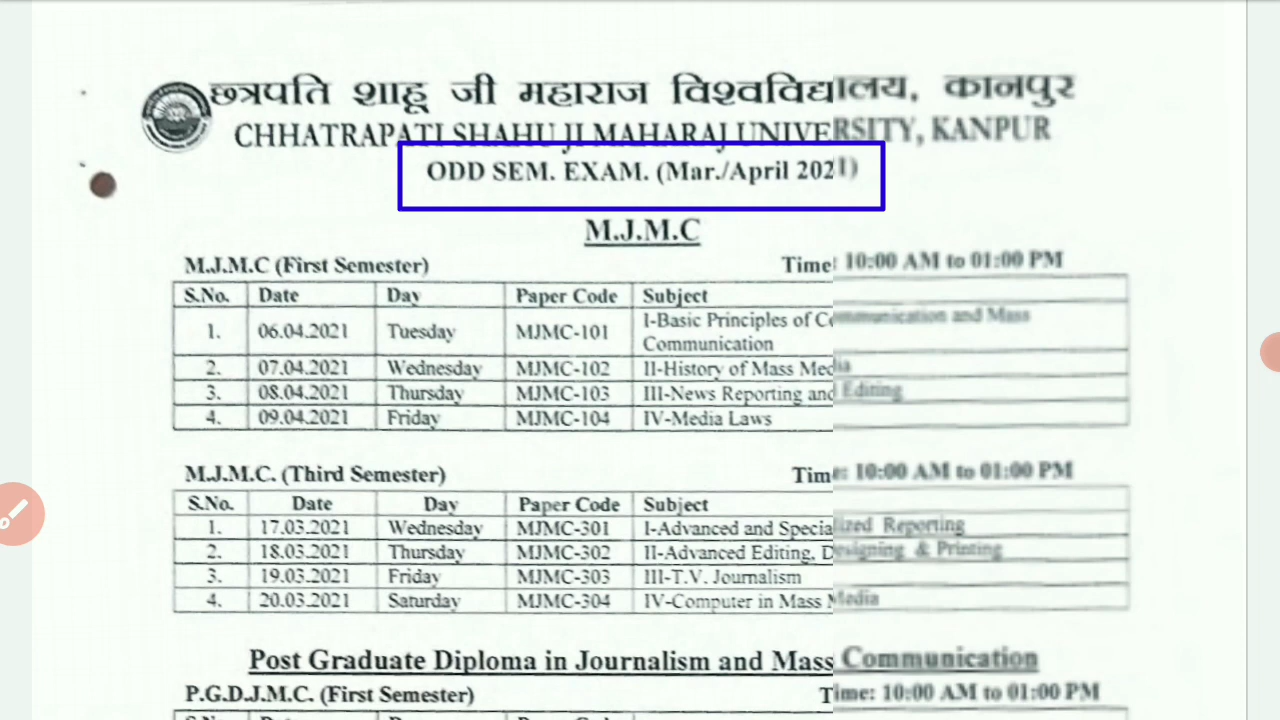 छत्रपति शाहू जी महाराज विश्वविद्यालय, कानपुर
CHHATRAPATI SHAHU JI MAHARAJ UNIVERSITY, KANPUR
ODD SEM. EXAM. (Mar./April 2021)
M.J.M.C
M.J.M.C (First Semester) Time: 10:00 AM to 01:00 PM
S.No. Date Day Paper Code Subject
1. 06.04.2021 Tuesday MJMC-101 I-Basic Principles of Communication and Mass
Communication
2. 07.04.2021 Wednesday MJMC-102 II-History of Mass Media
3. 08.04.2021 Thursday MJMC-103 III-News Reporting and Editing
4. 09.04.2021 Friday MJMC-104 IV-Media Laws
M.J.M.C. (Third Semester) Time: 10:00 AM to 01:00 PM
S.No. Date Day Paper Code Subject
1. 17.03.2021 Wednesday MJMC-301 I-Advanced and Specialized Reporting
2. 18.03.2021 Thursday MJMC-302 II-Advanced Editing, Designing & Printing
3. 19.03.2021 Friday MJMC-303 III-T.V. Journalism
4. 20.03.2021 Saturday MJMC-304 IV-Computer in Mass Media
Post Graduate Diploma in Journalism and Mass Communication
P.G.D.J.M.C. (First Semester) Time: 10:00 AM to 01:00 PM